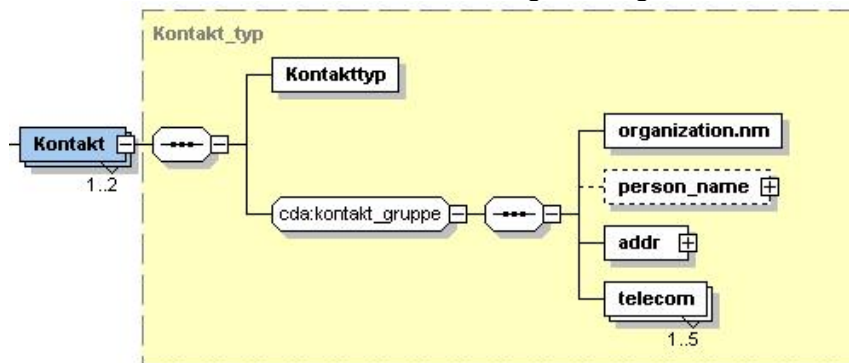 Kontakt_typ
Kontakttyp
Kontakt
1..2
cda:kontakt_gruppe
organization.nm
person_name
addr
telecom
1..5